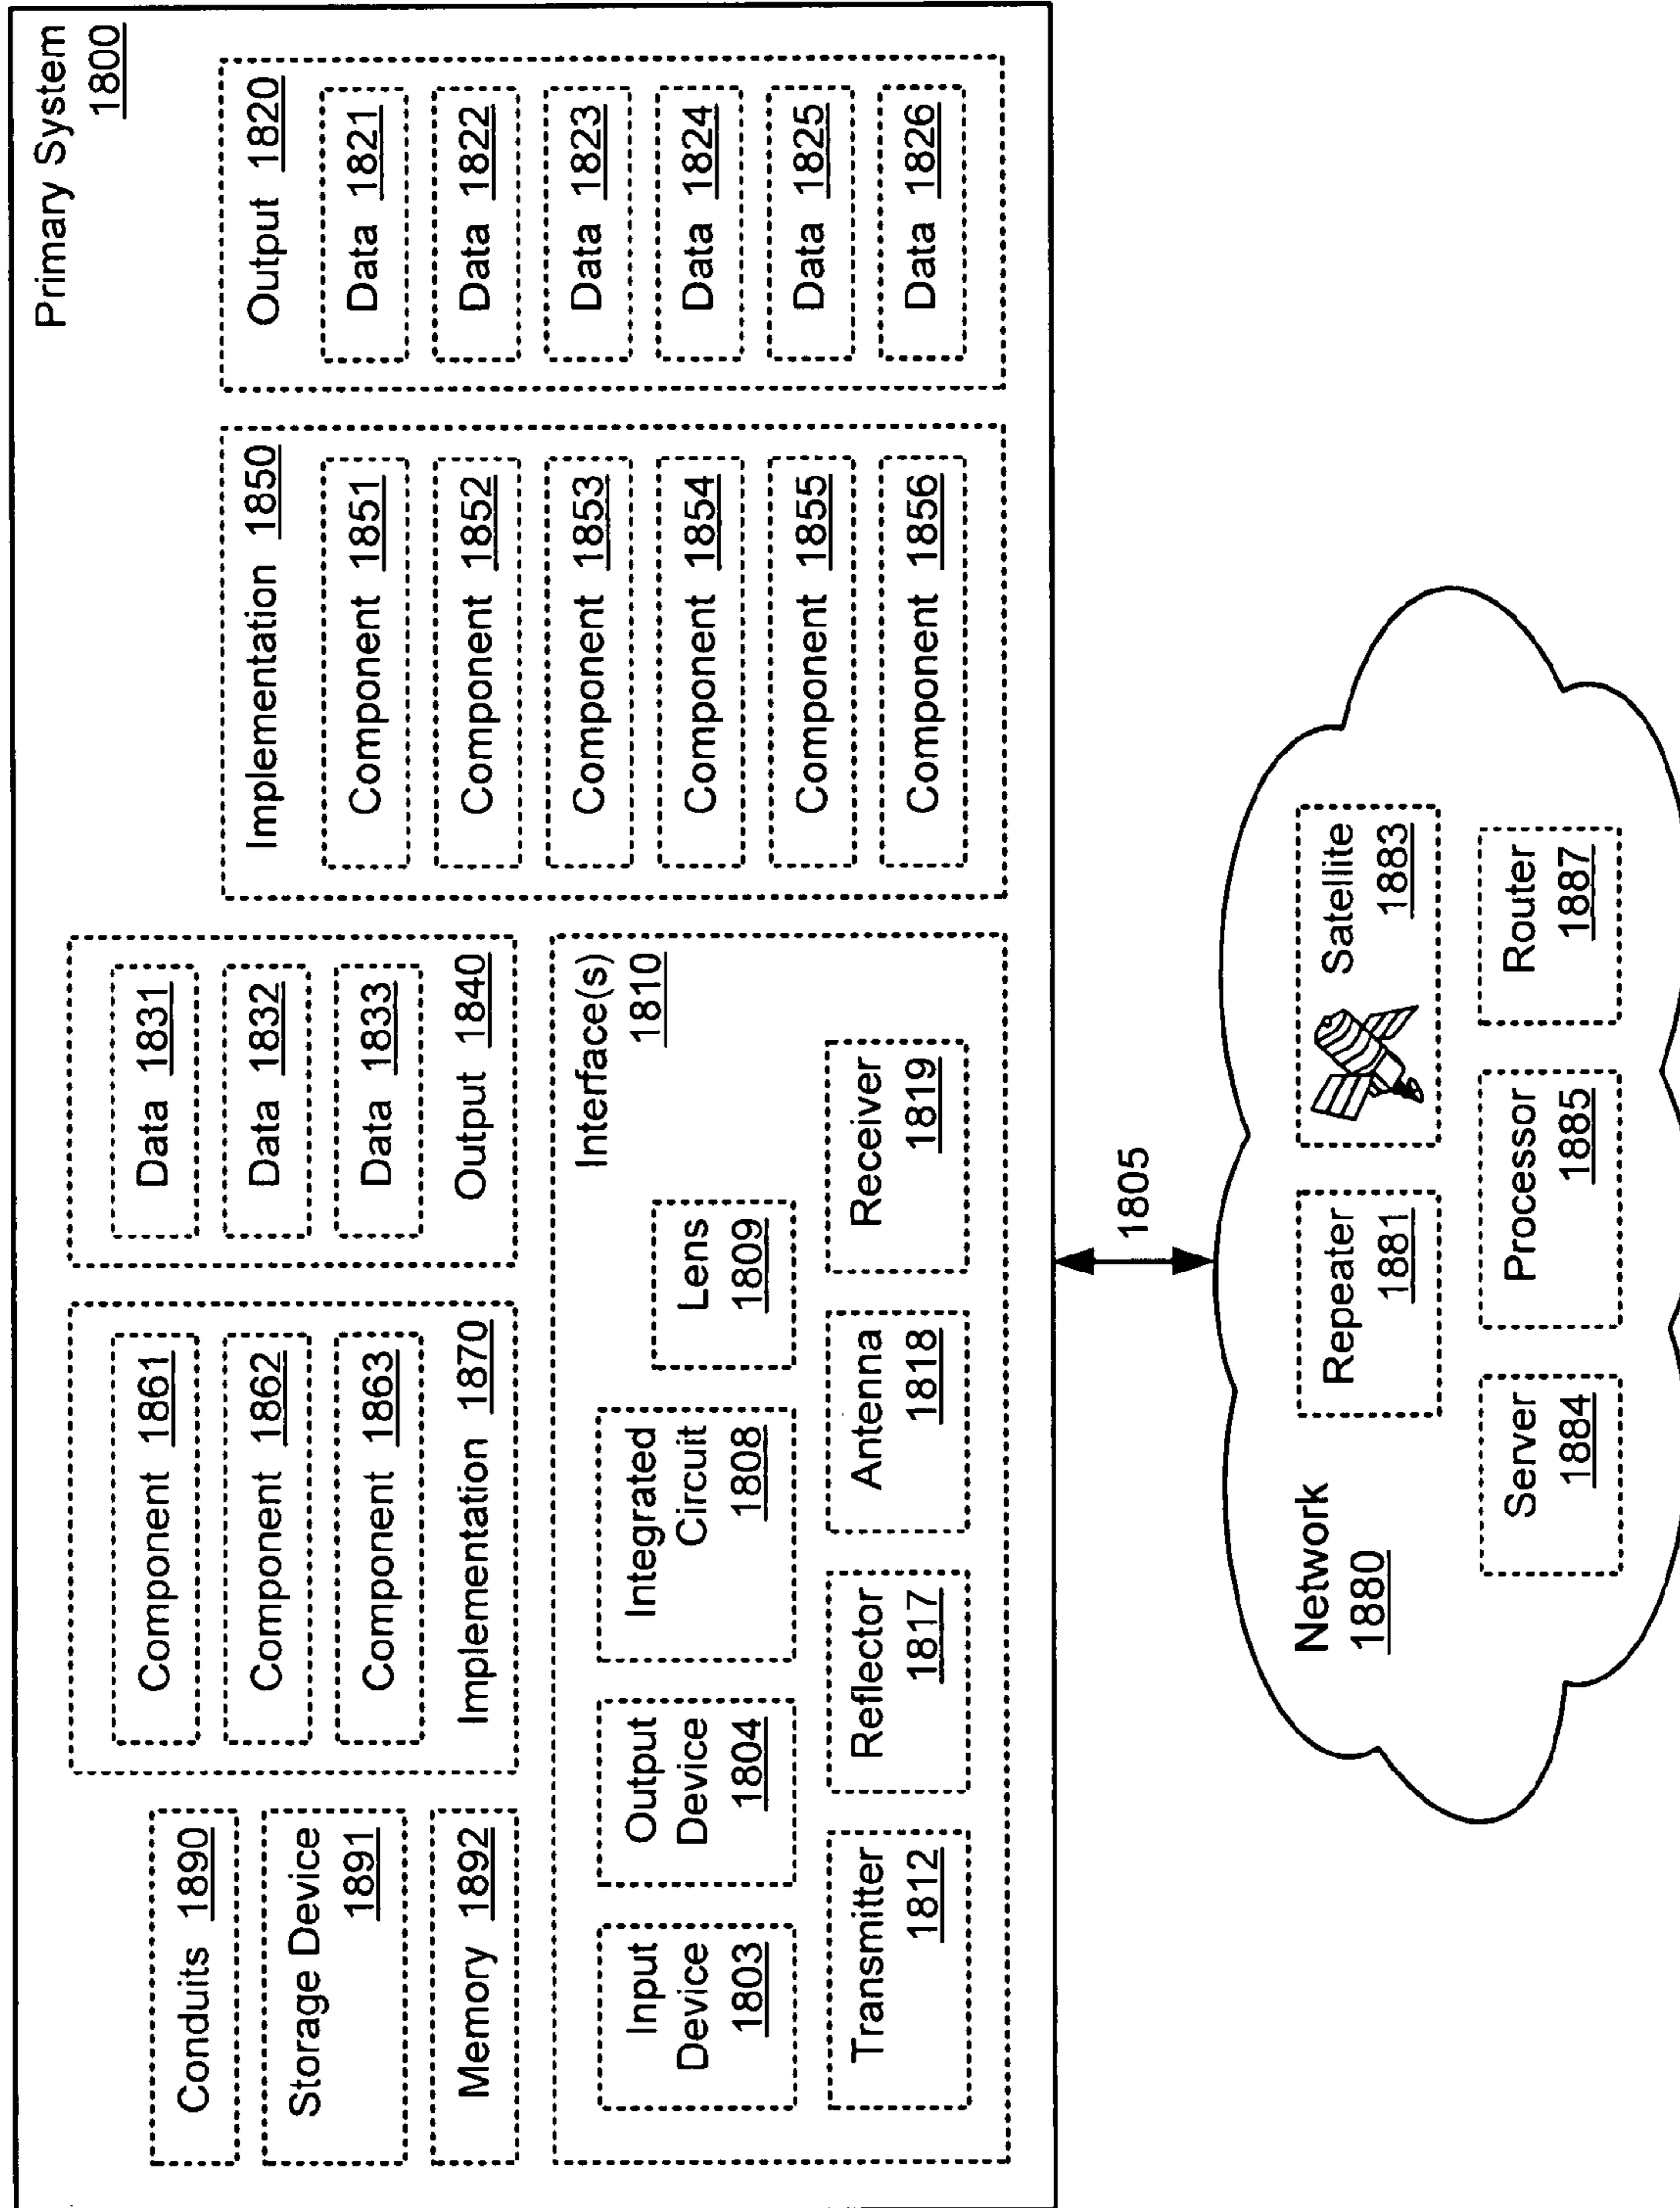 Primary System
1800
Conduits 1890
Storage Device
1891
Memory 1892
Component 1861
Component 1862
Component 1863
Implementation 1870
Data 1831
Data 1832
Data 1833
Output 1840
Implementation 1850
Component 1851
Component 1852
Component 1853
Component 1854
Component 1855
Component 1856
Output 1820
Data 1821
Data 1822
Data 1823
Data 1824
Data 1825
Data 1826
Interface(s)
1810
Input
Device
1803
Output
Device
1804
Integrated
Circuit
1808
Lens
1809
Transmitter
1812
Reflector
1817
Antenna
1818
Receiver
1819
1805
Network
1880
Repeater
1881
Satellite
1883
Server
1884
Processor
1885
Router
1887